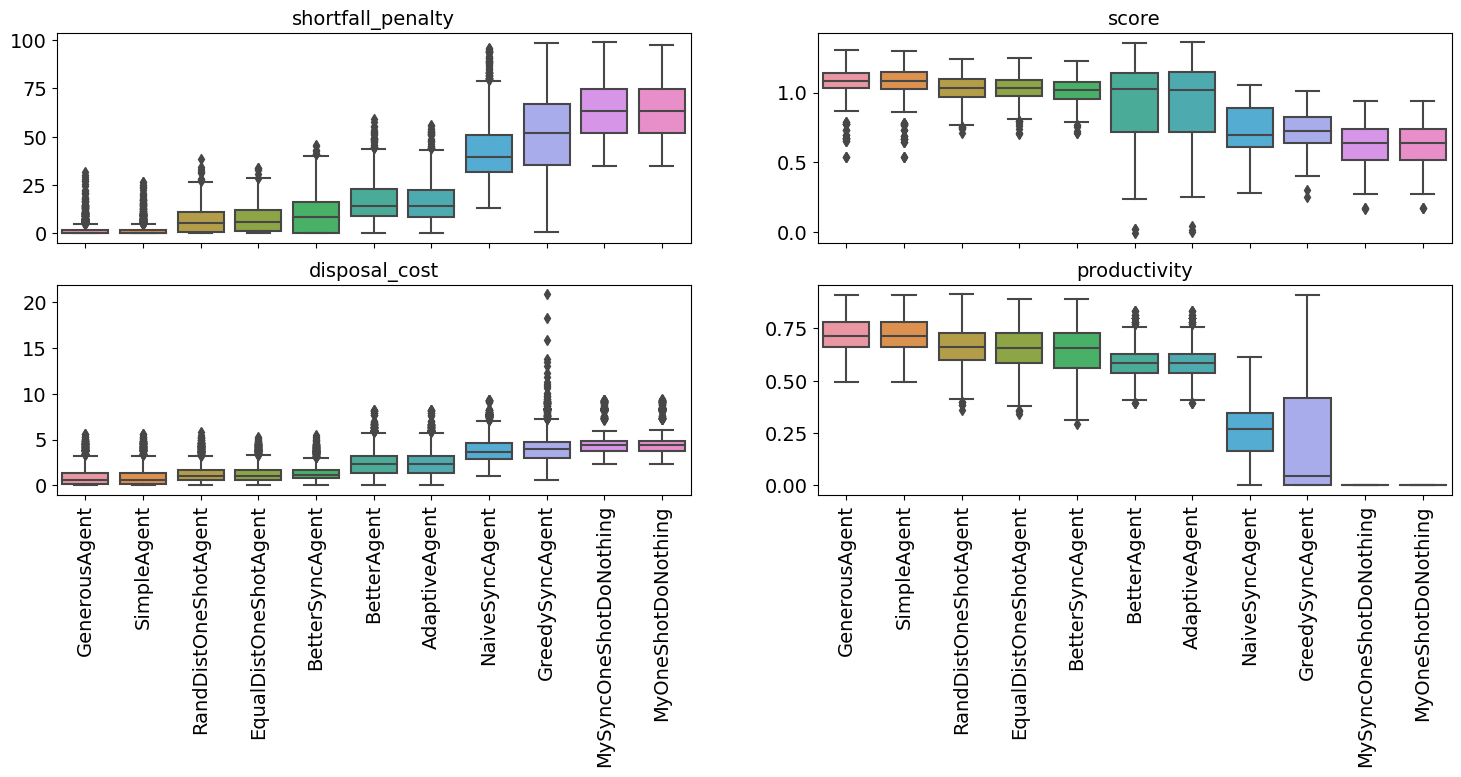 shortfall_penalty
100
75
50
25
0
score
1.0
0.5
0.0
disposal_cost
20
15
10
5
0
productivity
0.75
0.50
0.25
0.00
GenerousAgent
SimpleAgent
RandDistOneShotAgent
EqualDistOneShotAgent
BetterSyncAgent
BetterAgent
AdaptiveAgent
NaiveSyncAgent
GreedySyncAgent
MySyncOneShotDoNothing
MyOneShotDoNothing
GenerousAgent
SimpleAgent
RandDistOneShotAgent
EqualDistOneShotAgent
BetterSyncAgent
BetterAgent
AdaptiveAgent
NaiveSyncAgent
GreedySyncAgent
MySyncOneShotDoNothing
MyOneShotDoNothing